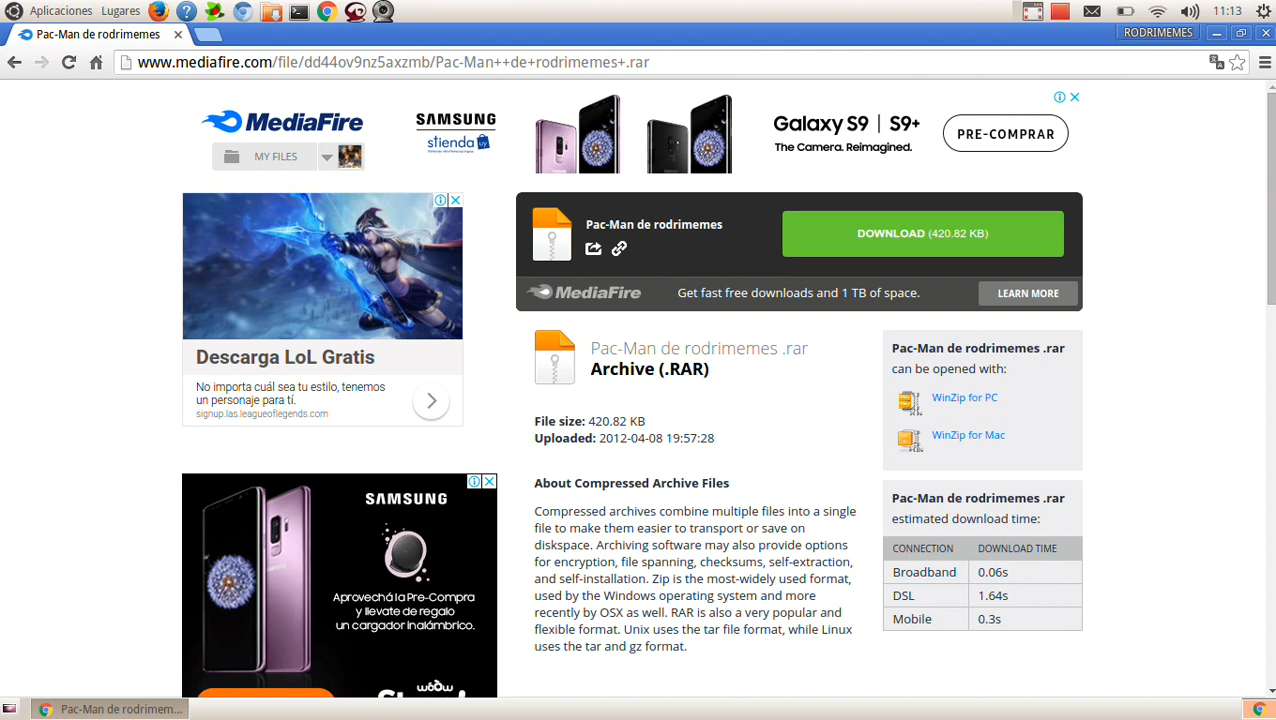 Aplicaciones Lugares 11:13
Pac-Man de rodrimemes RODRIMEMES
www.mediafire.com/file/dd44ov9nz5axzmb/Pac-Man++de+rodrimemes+.rar
MediaFire
MY FILES
SAMSUNG
stienda uy
Galaxy S9 | S9+
The Camera. Reimagined.
PRE-COMPRAR
Descarga LoL Gratis
No importa cuál sea tu estilo, tenemos
un personaje para tí.
signup.las.leagueoflegends.com
SAMSUNG
Aprovechá la Pre-Compra
y llevate de regalo
un cargador inalámbrico.
wòòw
Pac-Man de rodrimemes
DOWNLOAD (420.82 KB)
MediaFire Get fast free downloads and 1 TB of space. LEARN MORE
Pac-Man de rodrimemes .rar
Archive (.RAR)
File size: 420.82 KB
Uploaded: 2012-04-08 19:57:28
About Compressed Archive Files
Compressed archives combine multiple files into a single
file to make them easier to transport or save on
diskspace. Archiving software may also provide options
for encryption, file spanning, checksums, self-extraction,
and self-installation. Zip is the most-widely used format,
used by the Windows operating system and more
recently by OSX as well. RAR is also a very popular and
flexible format. Unix uses the tar file format, while Linux
uses the tar and gz format.
Pac-Man de rodrimemes .rar
can be opened with:
WinZip for PC
WinZip for Mac
Pac-Man de rodrimemes .rar
estimated download time:
CONNECTION DOWNLOAD TIME
Broadband 0.06s
DSL 1.64s
Mobile 0.3s
Pac-Man de rodrimem...